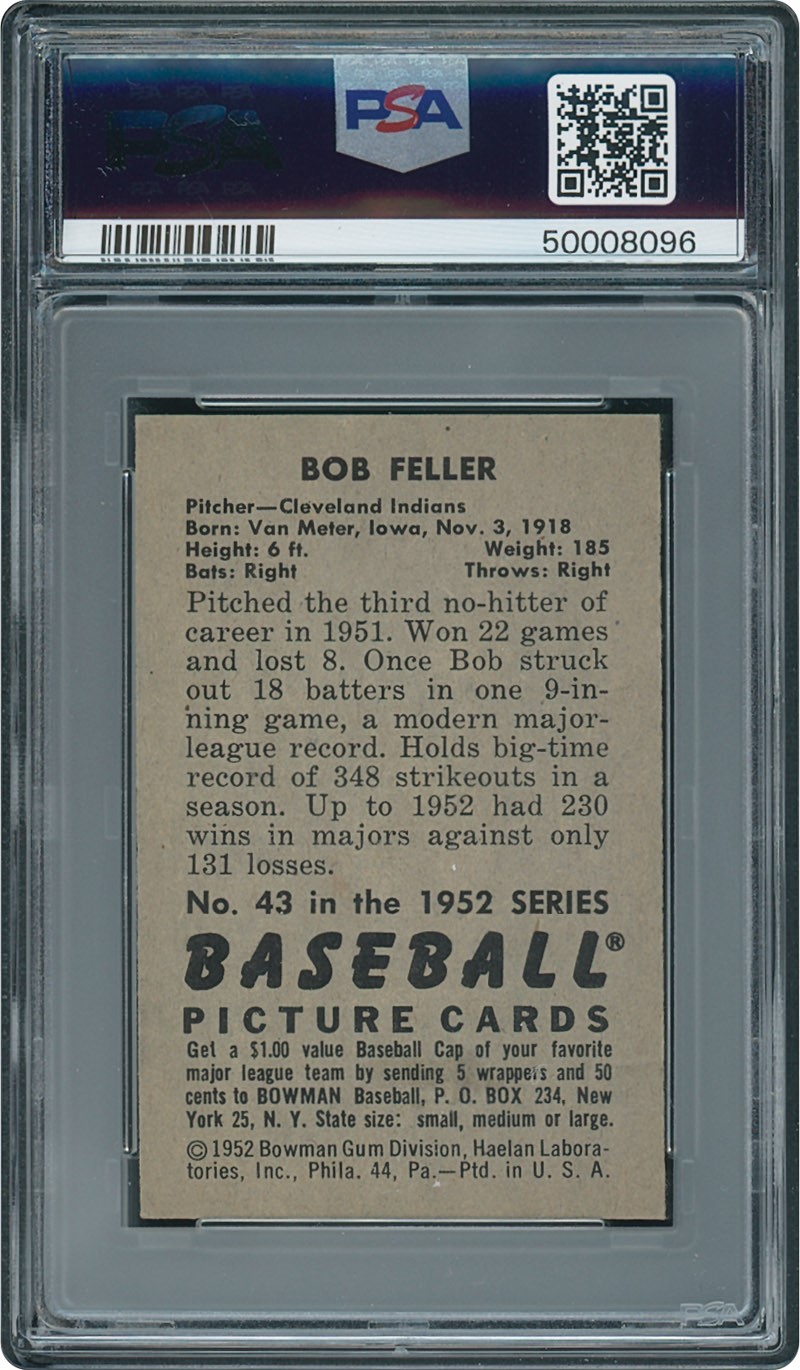 PSA
PSA
50008096
BOB FELLER
Pitcher—Cleveland Indians
Born: Van Meter, Iowa, Nov. 3, 1918
Height: 6 ft. Weight: 185
Bats: Right Throws: Right
Pitched the third no-hitter of
career in 1951. Won 22 games
and lost 8. Once Bob struck
out 18 batters in one 9-in-
ning game, a modern major-
league record. Holds big-time
record of 348 strikeouts in a
season. Up to 1952 had 230
wins in majors against only
131 losses.
No. 43 in the 1952 SERIES
BASEBALL®
PICTURE CARDS
Get a $1.00 value Baseball Cap of your favorite
major league team by sending 5 wrappers and 50
cents to BOWMAN Baseball, P. O. BOX 234, New
York 25, N. Y. State size: small, medium or large.
© 1952 Bowman Gum Division, Haelan Labora-
tories, Inc., Phila. 44, Pa.—Ptd. in U. S. A.
PSA